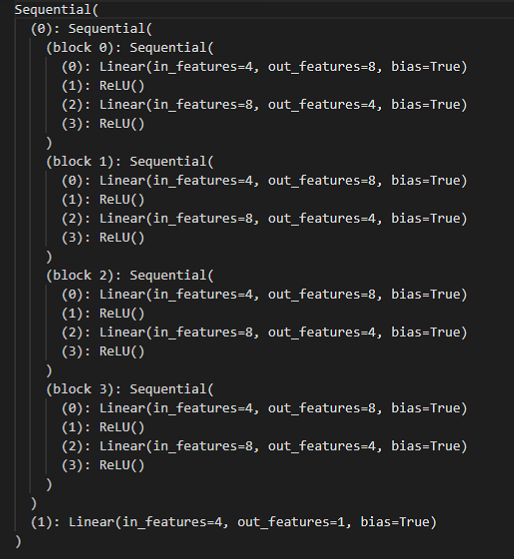 Sequential(
  (0): Sequential(
    (block 0): Sequential(
      (0): Linear(in_features=4, out_features=8, bias=True)
      (1): ReLU()
      (2): Linear(in_features=8, out_features=4, bias=True)
      (3): ReLU()
    )
    (block 1): Sequential(
      (0): Linear(in_features=4, out_features=8, bias=True)
      (1): ReLU()
      (2): Linear(in_features=8, out_features=4, bias=True)
      (3): ReLU()
    )
    (block 2): Sequential(
      (0): Linear(in_features=4, out_features=8, bias=True)
      (1): ReLU()
      (2): Linear(in_features=8, out_features=4, bias=True)
      (3): ReLU()
    )
    (block 3): Sequential(
      (0): Linear(in_features=4, out_features=8, bias=True)
      (1): ReLU()
      (2): Linear(in_features=8, out_features=4, bias=True)
      (3): ReLU()
    )
  )
  (1): Linear(in_features=4, out_features=1, bias=True)
)